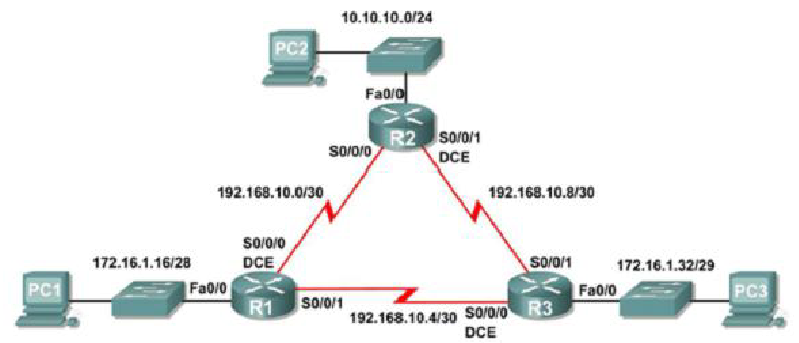 10.10.10.0/24
PC2
Fa0/0
R2
S0/0/0
S0/0/1
DCE
192.168.10.0/30
192.168.10.8/30
S0/0/0
DCE
172.16.1.16/28
S0/0/1
172.16.1.32/29
PC1
Fa0/0
R1
S0/0/1
192.168.10.4/30
S0/0/0
DCE
R3
Fa0/0
PC3